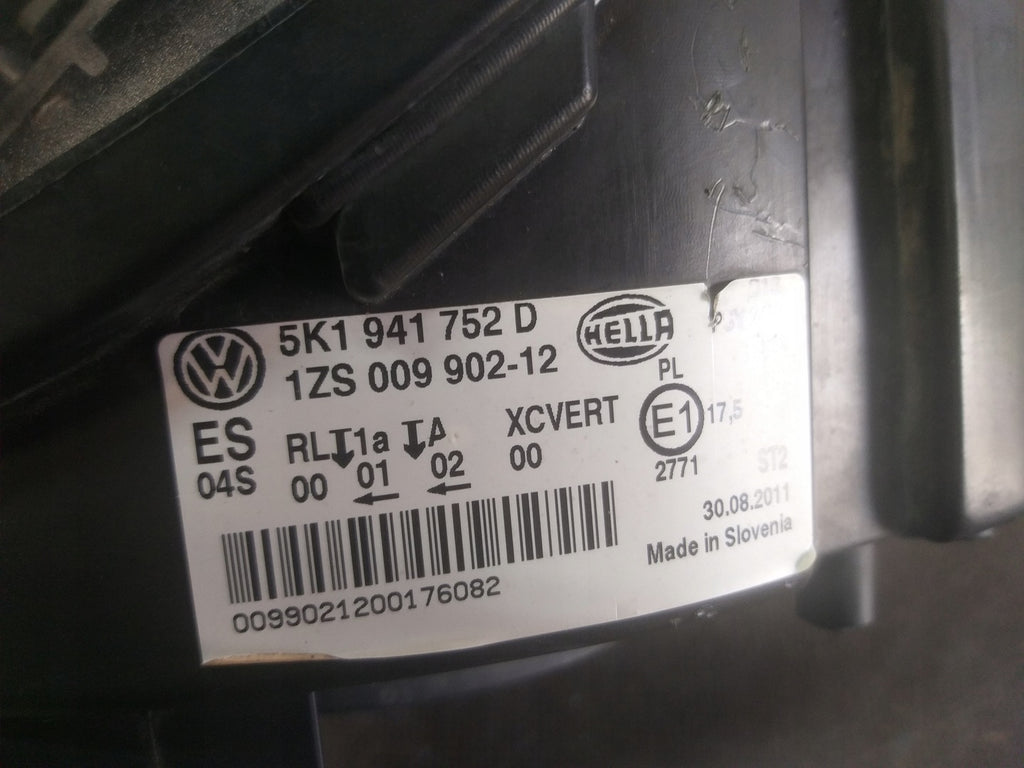 5K1 941 752 D
1ZS 009 902-12
HELLA
PL
ES
04S
RL 1a A
00 01 02
XCVERT
00
E1
17,5
2771
ST2
30.08.2011
Made in Slovenia
0099021200176082